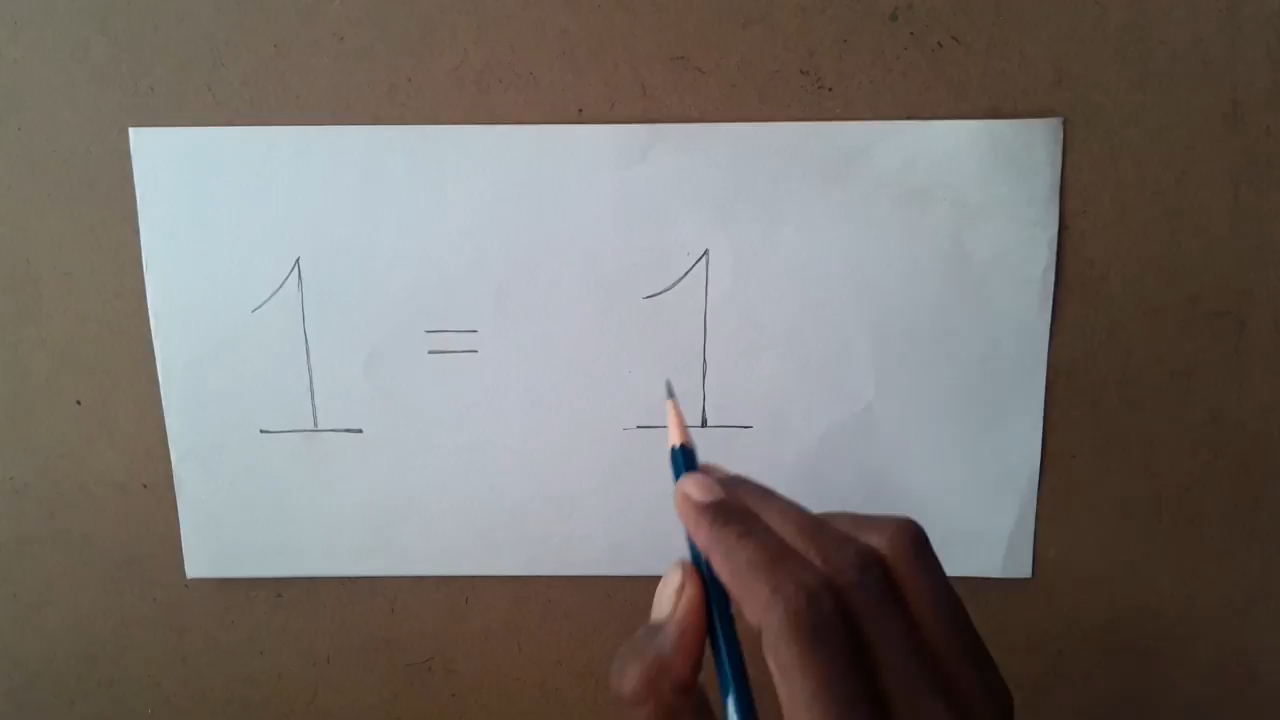 1 = 1